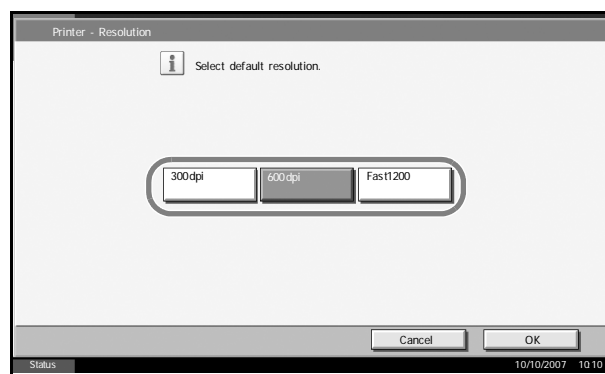 Printer - Resolution
Select default resolution.
300dpi 600dpi Fast1200
Cancel OK
Status 10/10/2007 10:10